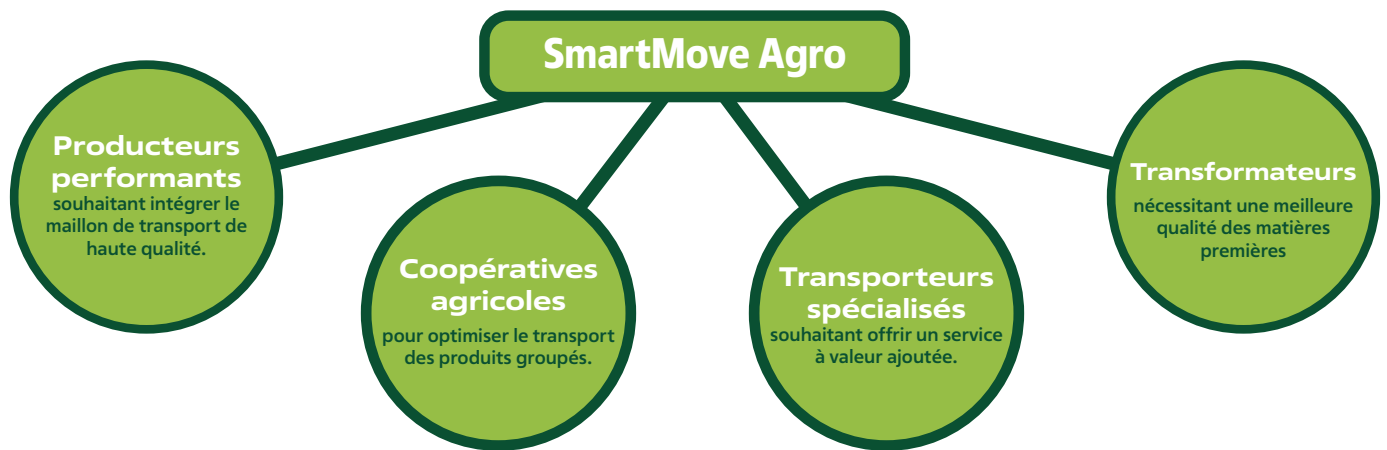 SmartMove Agro
Producteurs
performants
souhaitant intégrer le
maillon de transport de
haute qualité.
Coopératives
agricoles
pour optimiser le transport
des produits groupés.
Transporteurs
spécialisés
souhaitant offrir un service
à valeur ajoutée.
Transformateurs
nécessitant une meilleure
qualité des matières
premières